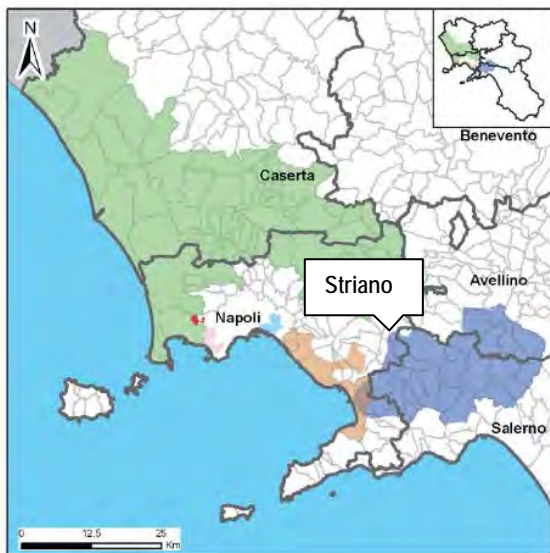 N
Benevento
Caserta
Striano
Avellino
Napoli
Salerno
0 12,5 25
Km